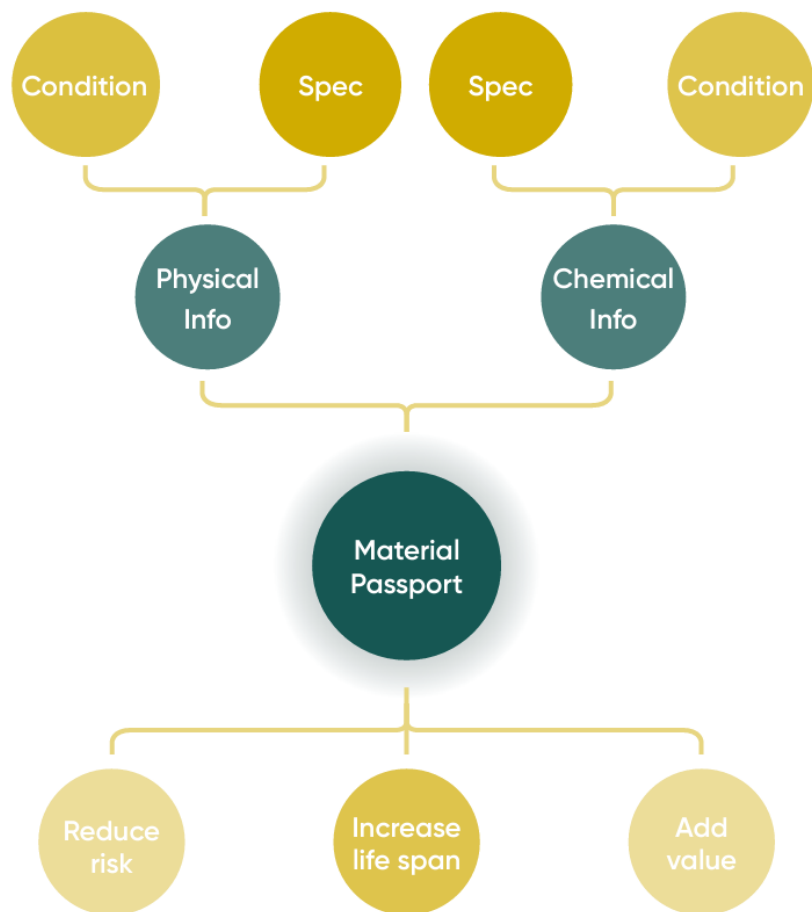 Condition
Spec
Spec
Condition
Physical
Info
Chemical
Info
Material
Passport
Reduce
risk
Increase
life span
Add
value